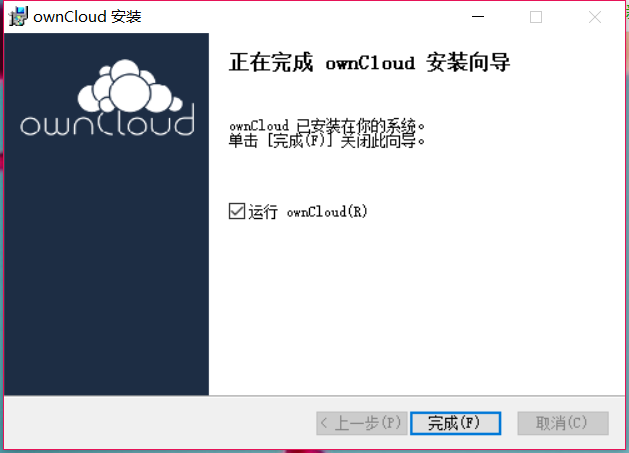 ownCloud 安装
ownCloud
正在完成 ownCloud 安装向导
ownCloud 已安装在你的系统。
单击 [完成(F)] 关闭此向导。
运行 ownCloud(R)
< 上一步(P)
完成(F)
取消(C)